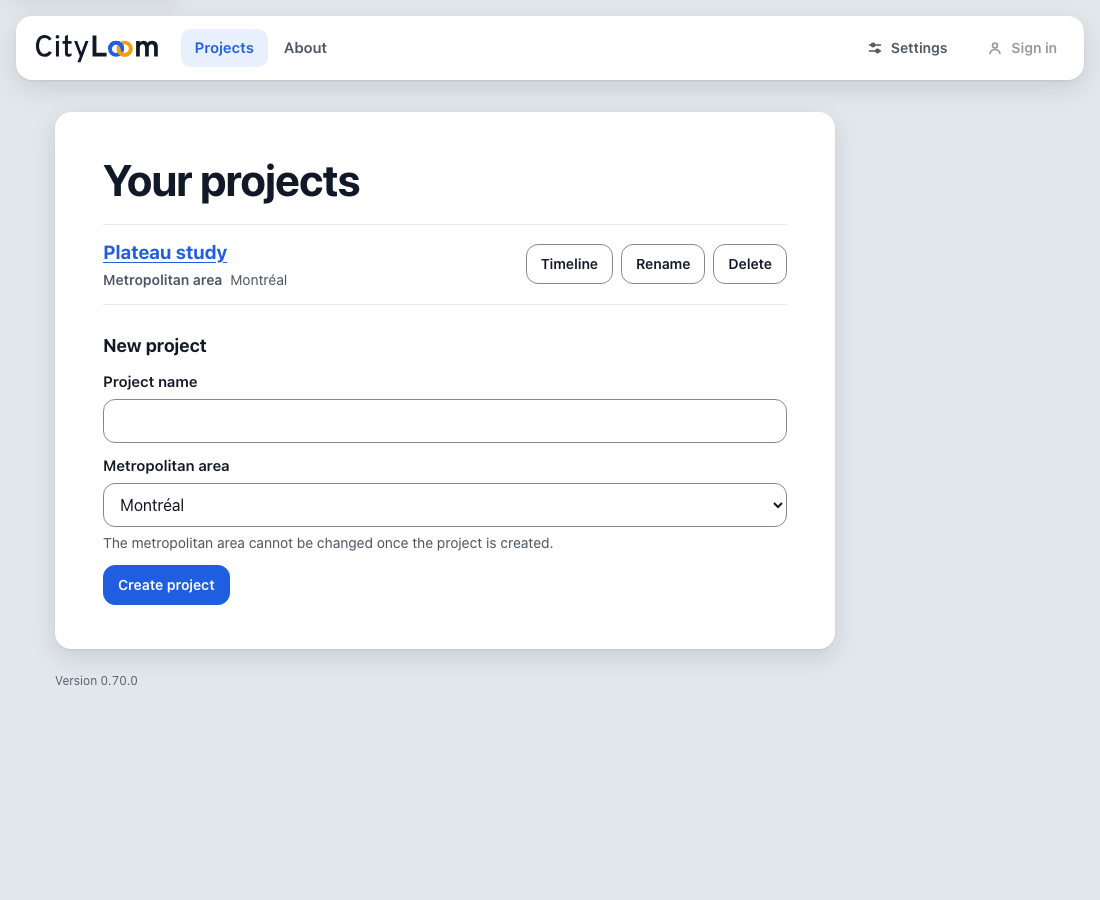 CityLoom
Projects
About
Settings
Sign in
Your projects
Plateau study
Timeline
Rename
Delete
Metropolitan area Montréal
New project
Project name
Metropolitan area
Montréal
The metropolitan area cannot be changed once the project is created.
Create project
Version 0.70.0